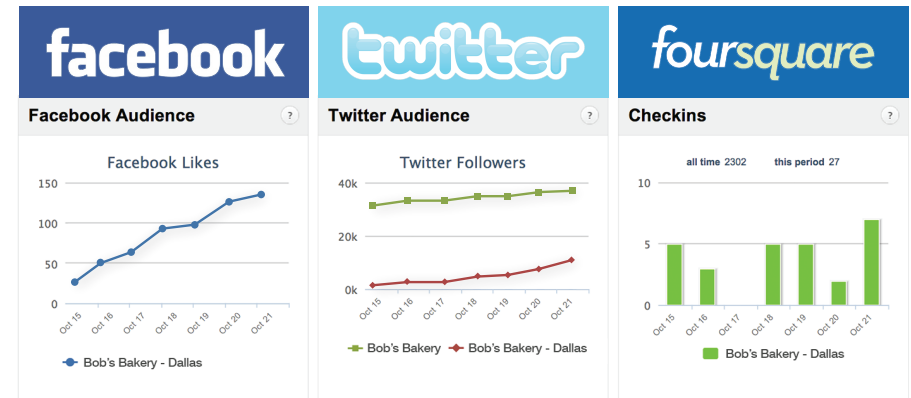 facebook
Facebook Audience
?
Facebook Likes
150
100
50
0
Oct 15
Oct 16
Oct 17
Oct 18
Oct 19
Oct 20
Oct 21
Bob's Bakery - Dallas
twitter
Twitter Audience
?
Twitter Followers
40k
20k
0k
Oct 15
Oct 16
Oct 17
Oct 18
Oct 19
Oct 20
Oct 21
Bob's Bakery Bob's Bakery - Dallas
foursquare
Checkins
?
all time 2302 this period 27
10
5
0
Oct 15
Oct 16
Oct 17
Oct 18
Oct 19
Oct 20
Oct 21
Bob's Bakery - Dallas